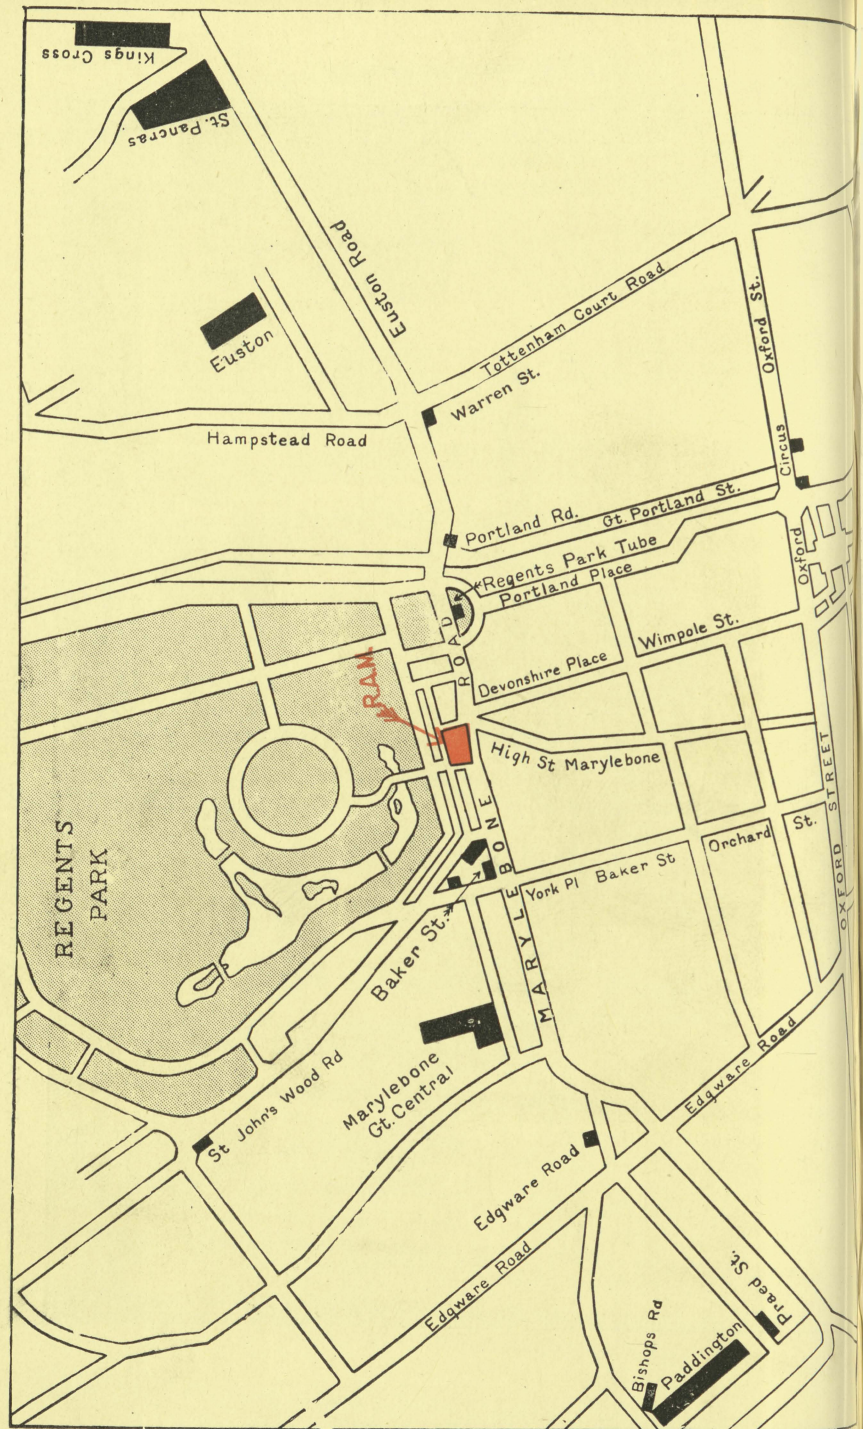 Kings Cross
St. Pancras
Euston Road
Euston
Tottenham Court Road
Oxford St.
Warren St.
Hampstead Road
Circus
Portland Rd.
Gt. Portland St.
Oxford
Regents Park Tube
Portland Place
Wimpole St.
R.A.M.
ROAD
Devonshire Place
High St Marylebone
OXFORD STREET
REGENTS
PARK
Orchard St.
York Pl Baker St
MARYLEBONE
Baker St.
Marylebone
Gt. Central
St John's Wood Rd
Edgware Road
Edgware Road
Edgware Road
Praed St.
Bishops Rd
Paddington